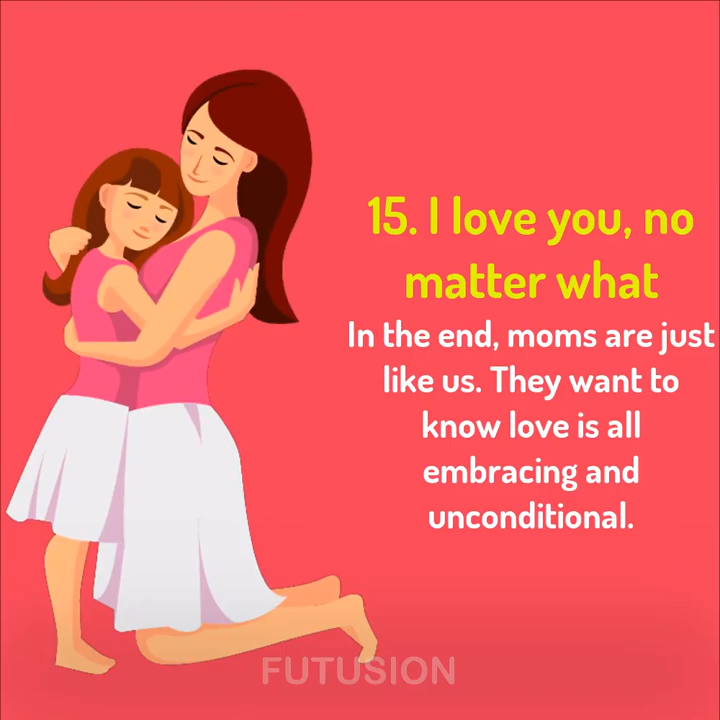 15. I love you, no
matter what
In the end, moms are just
like us. They want to
know love is all
embracing and
unconditional.
FUTUSION